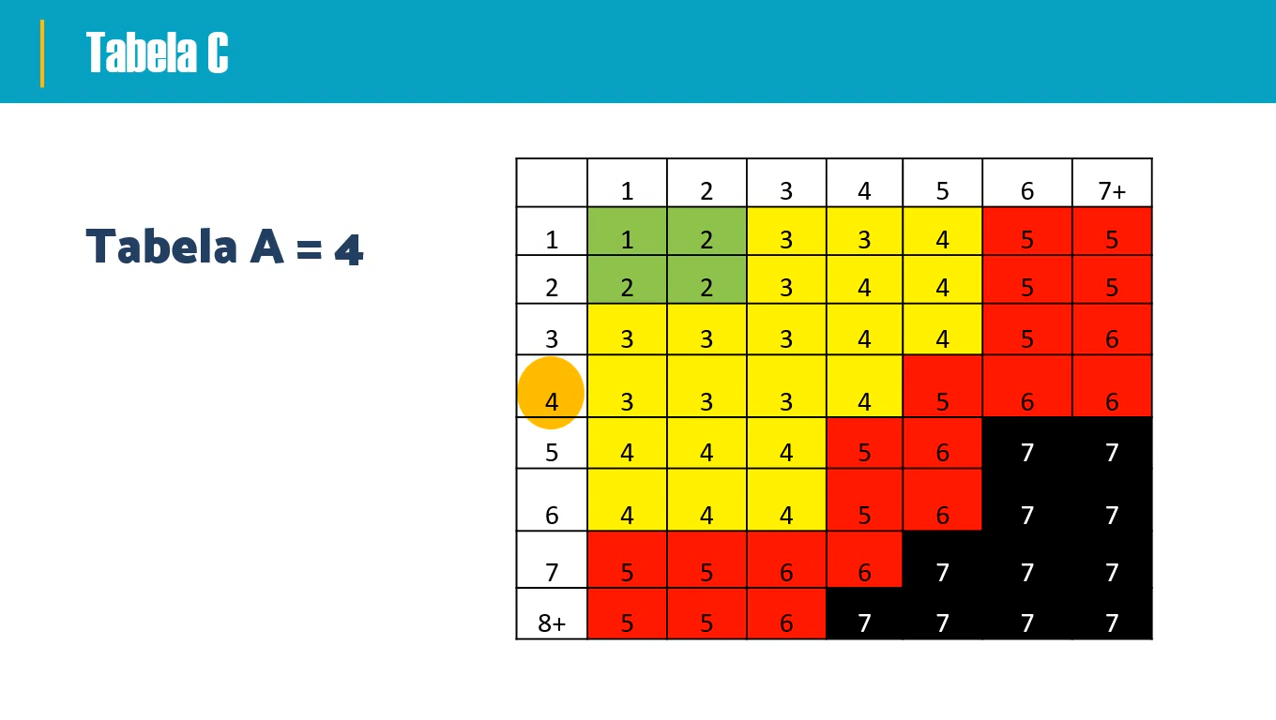 Tabela C
Tabela A = 4
1 2 3 4 5 6 7+
1 1 2 3 3 4 5 5
2 2 2 3 4 4 5 5
3 3 3 3 4 4 5 6
4 3 3 3 4 5 6 6
5 4 4 4 5 6 7 7
6 4 4 4 5 6 7 7
7 5 5 6 6 7 7 7
8+ 5 5 6 7 7 7 7